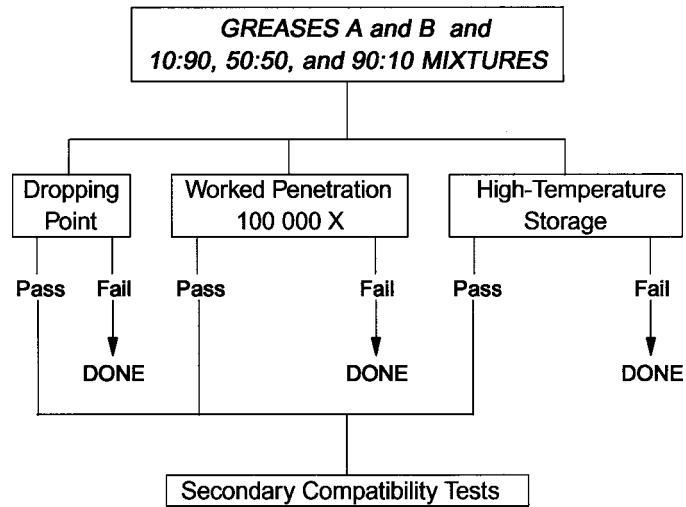 GREASES A and B and
10:90, 50:50, and 90:10 MIXTURES
Dropping
Point
Worked Penetration
100 000 X
High-Temperature
Storage
Pass
Fail
Pass
Fail
Pass
Fail
DONE
DONE
DONE
Secondary Compatibility Tests